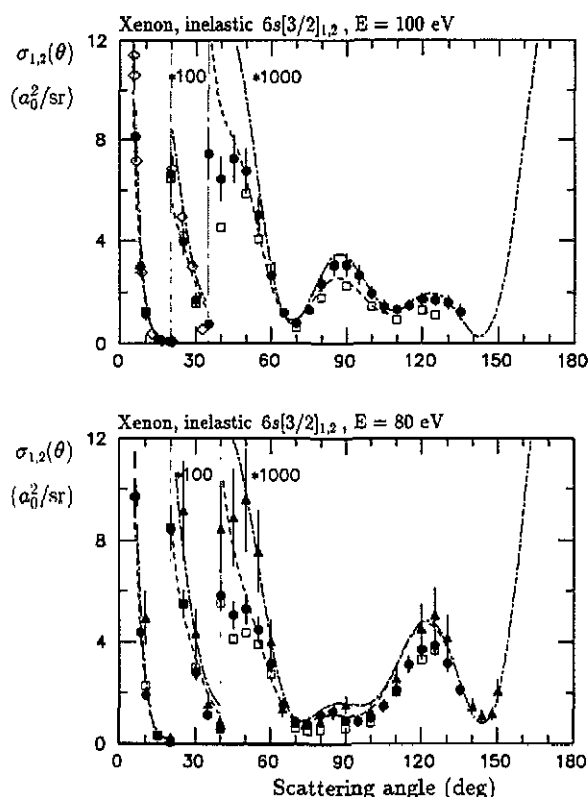 Xenon, inelastic 6s[3/2]₁,₂ , E = 100 eV
12
σ₁,₂(θ)
(a₀²/sr)
8
4
0
*100
*1000
0 30 60 90 120 150 180
Xenon, inelastic 6s[3/2]₁,₂ , E = 80 eV
12
σ₁,₂(θ)
(a₀²/sr)
8
4
0
*100
*1000
0 30 60 90 120 150 180
Scattering angle (deg)